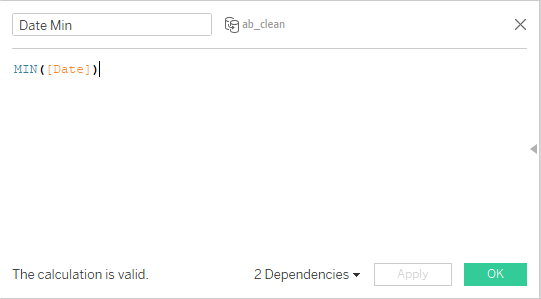 Date Min ab_clean
MIN([Date])
The calculation is valid. 2 Dependencies Apply OK